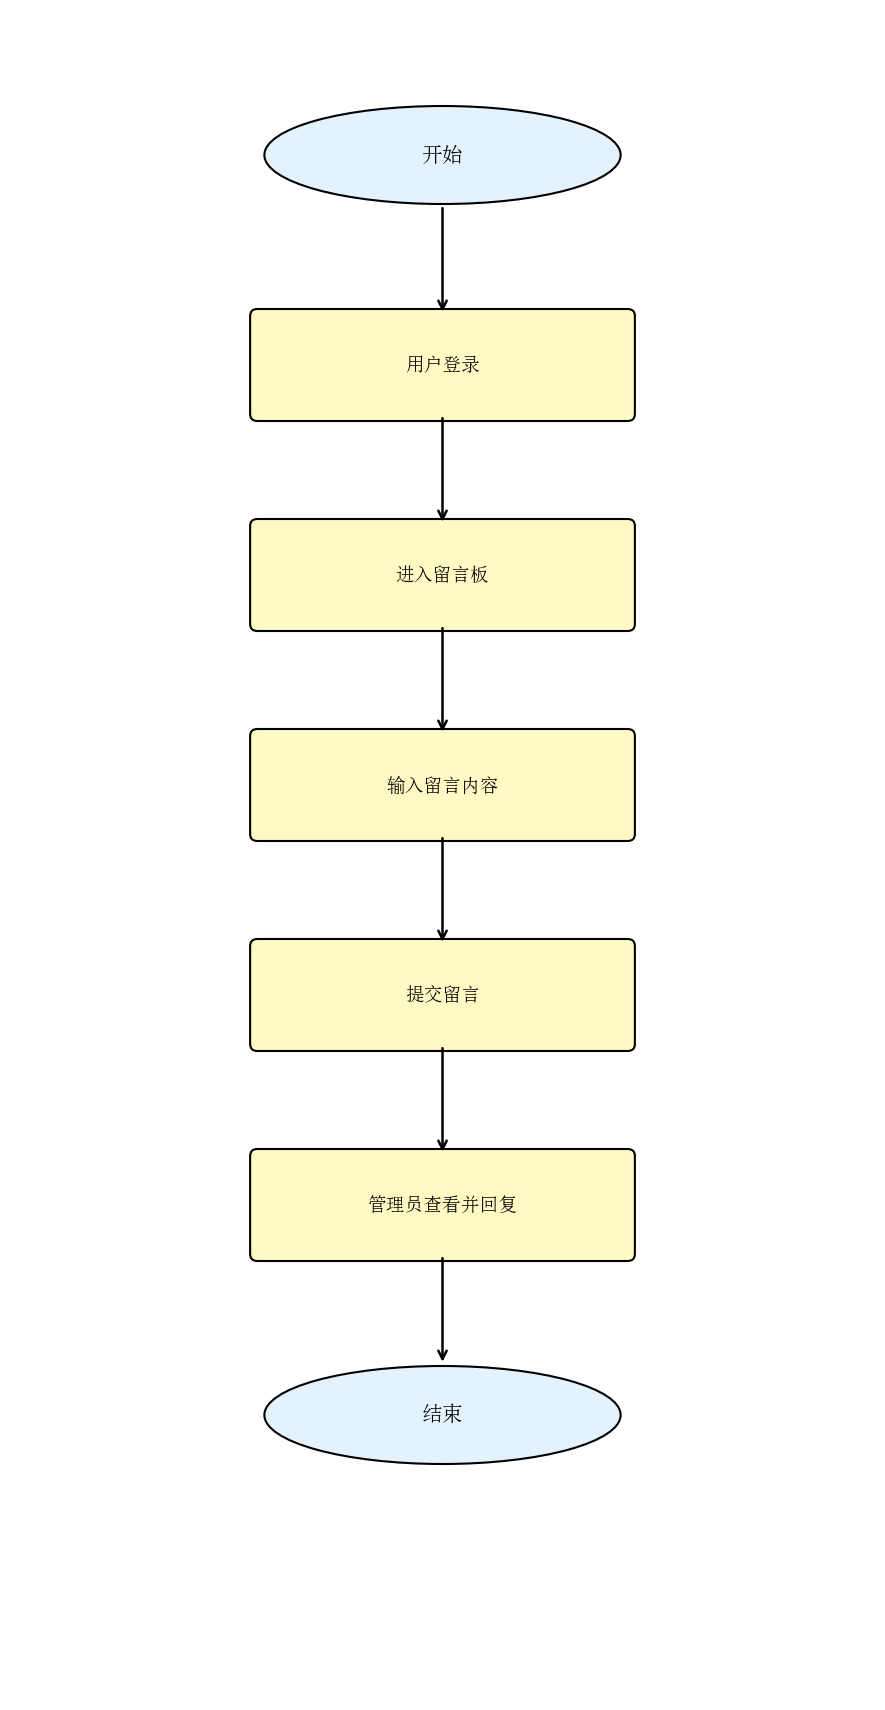 开始
用户登录
进入留言板
输入留言内容
提交留言
管理员查看并回复
结束